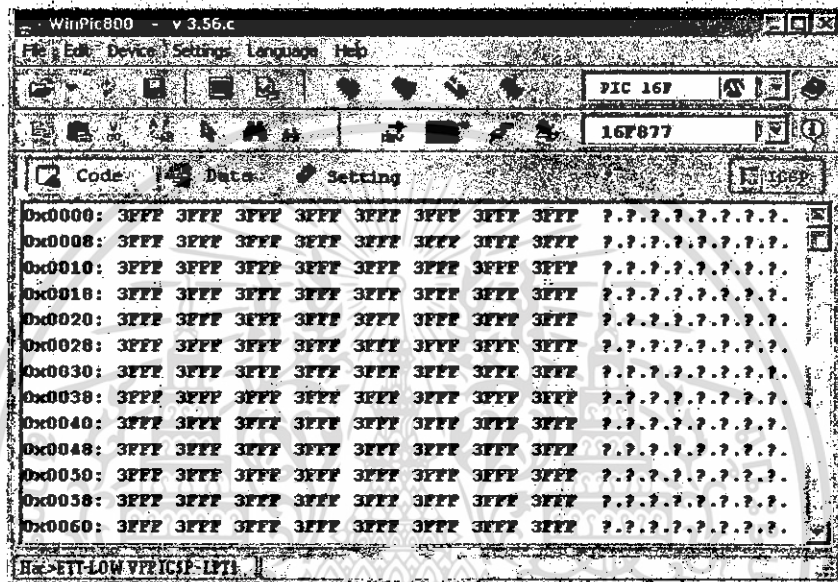 WinPic800 - v 3.56.c
File Edit Device Settings Language Help
PIC 16F
16F877
Code Data Setting ICSP
0x0000: 3FFF 3FFF 3FFF 3FFF 3FFF 3FFF 3FFF 3FFF ?.?.?.?.?.?.?.?.
0x0008: 3FFF 3FFF 3FFF 3FFF 3FFF 3FFF 3FFF 3FFF ?.?.?.?.?.?.?.?.
0x0010: 3FFF 3FFF 3FFF 3FFF 3FFF 3FFF 3FFF 3FFF ?.?.?.?.?.?.?.?.
0x0018: 3FFF 3FFF 3FFF 3FFF 3FFF 3FFF 3FFF 3FFF ?.?.?.?.?.?.?.?.
0x0020: 3FFF 3FFF 3FFF 3FFF 3FFF 3FFF 3FFF 3FFF ?.?.?.?.?.?.?.?.
0x0028: 3FFF 3FFF 3FFF 3FFF 3FFF 3FFF 3FFF 3FFF ?.?.?.?.?.?.?.?.
0x0030: 3FFF 3FFF 3FFF 3FFF 3FFF 3FFF 3FFF 3FFF ?.?.?.?.?.?.?.?.
0x0038: 3FFF 3FFF 3FFF 3FFF 3FFF 3FFF 3FFF 3FFF ?.?.?.?.?.?.?.?.
0x0040: 3FFF 3FFF 3FFF 3FFF 3FFF 3FFF 3FFF 3FFF ?.?.?.?.?.?.?.?.
0x0048: 3FFF 3FFF 3FFF 3FFF 3FFF 3FFF 3FFF 3FFF ?.?.?.?.?.?.?.?.
0x0050: 3FFF 3FFF 3FFF 3FFF 3FFF 3FFF 3FFF 3FFF ?.?.?.?.?.?.?.?.
0x0058: 3FFF 3FFF 3FFF 3FFF 3FFF 3FFF 3FFF 3FFF ?.?.?.?.?.?.?.?.
0x0060: 3FFF 3FFF 3FFF 3FFF 3FFF 3FFF 3FFF 3FFF ?.?.?.?.?.?.?.?.
ETT-LOW VPP ICSP-LPT1